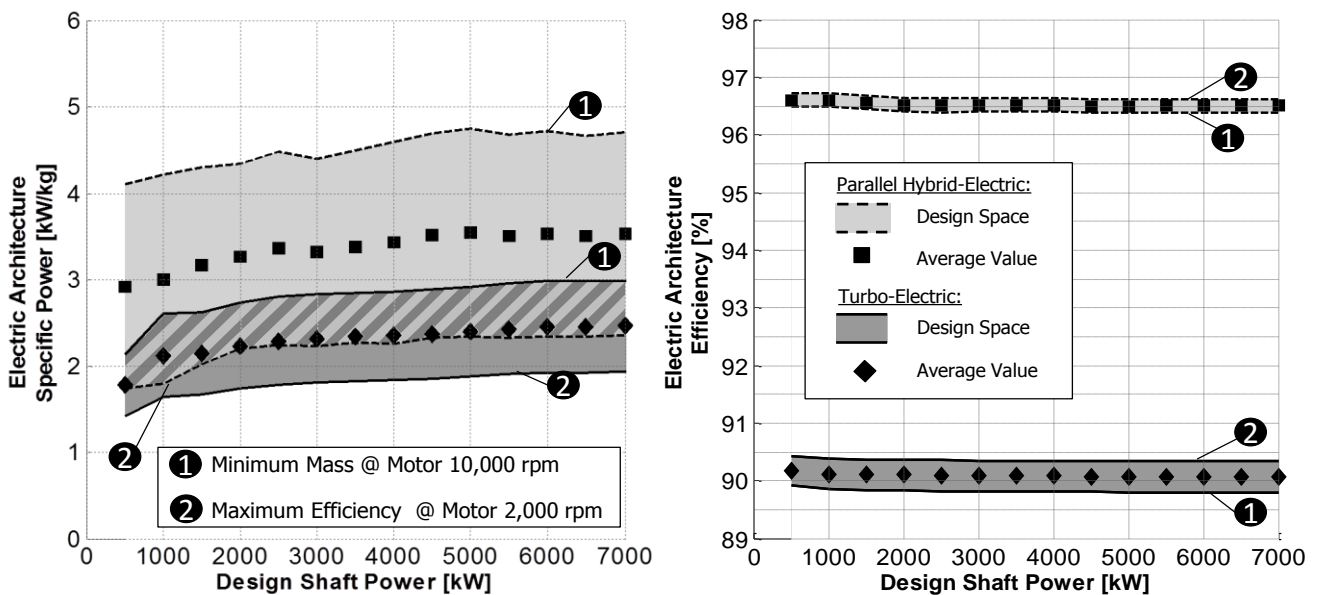 Electric Architecture
Specific Power [kW/kg]
6
5
4
3
2
1
0
1
1
2
2
1 Minimum Mass @ Motor 10,000 rpm
2 Maximum Efficiency @ Motor 2,000 rpm
0 1000 2000 3000 4000 5000 6000 7000
Design Shaft Power [kW]
Electric Architecture
Efficiency [%]
98
97
96
95
94
93
92
91
90
89
2
1
Parallel Hybrid-Electric:
Design Space
Average Value
Turbo-Electric:
Design Space
Average Value
2
1
0 1000 2000 3000 4000 5000 6000 7000
Design Shaft Power [kW]